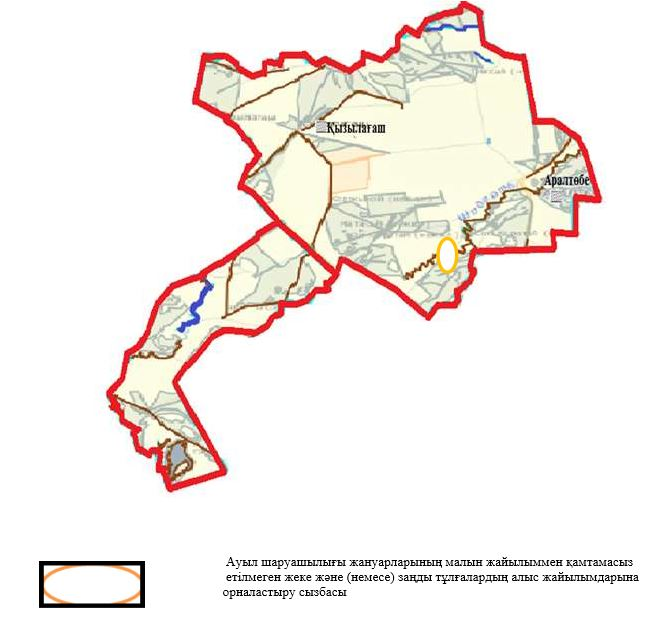 Қызылағаш
Аралтөбе
Ауыл шаруашылығы жануарларының малын жайылыммен қамтамасыз
етілмеген жеке және (немесе) заңды тұлғалардың алыс жайылымдарына
орналастыру сызбасы